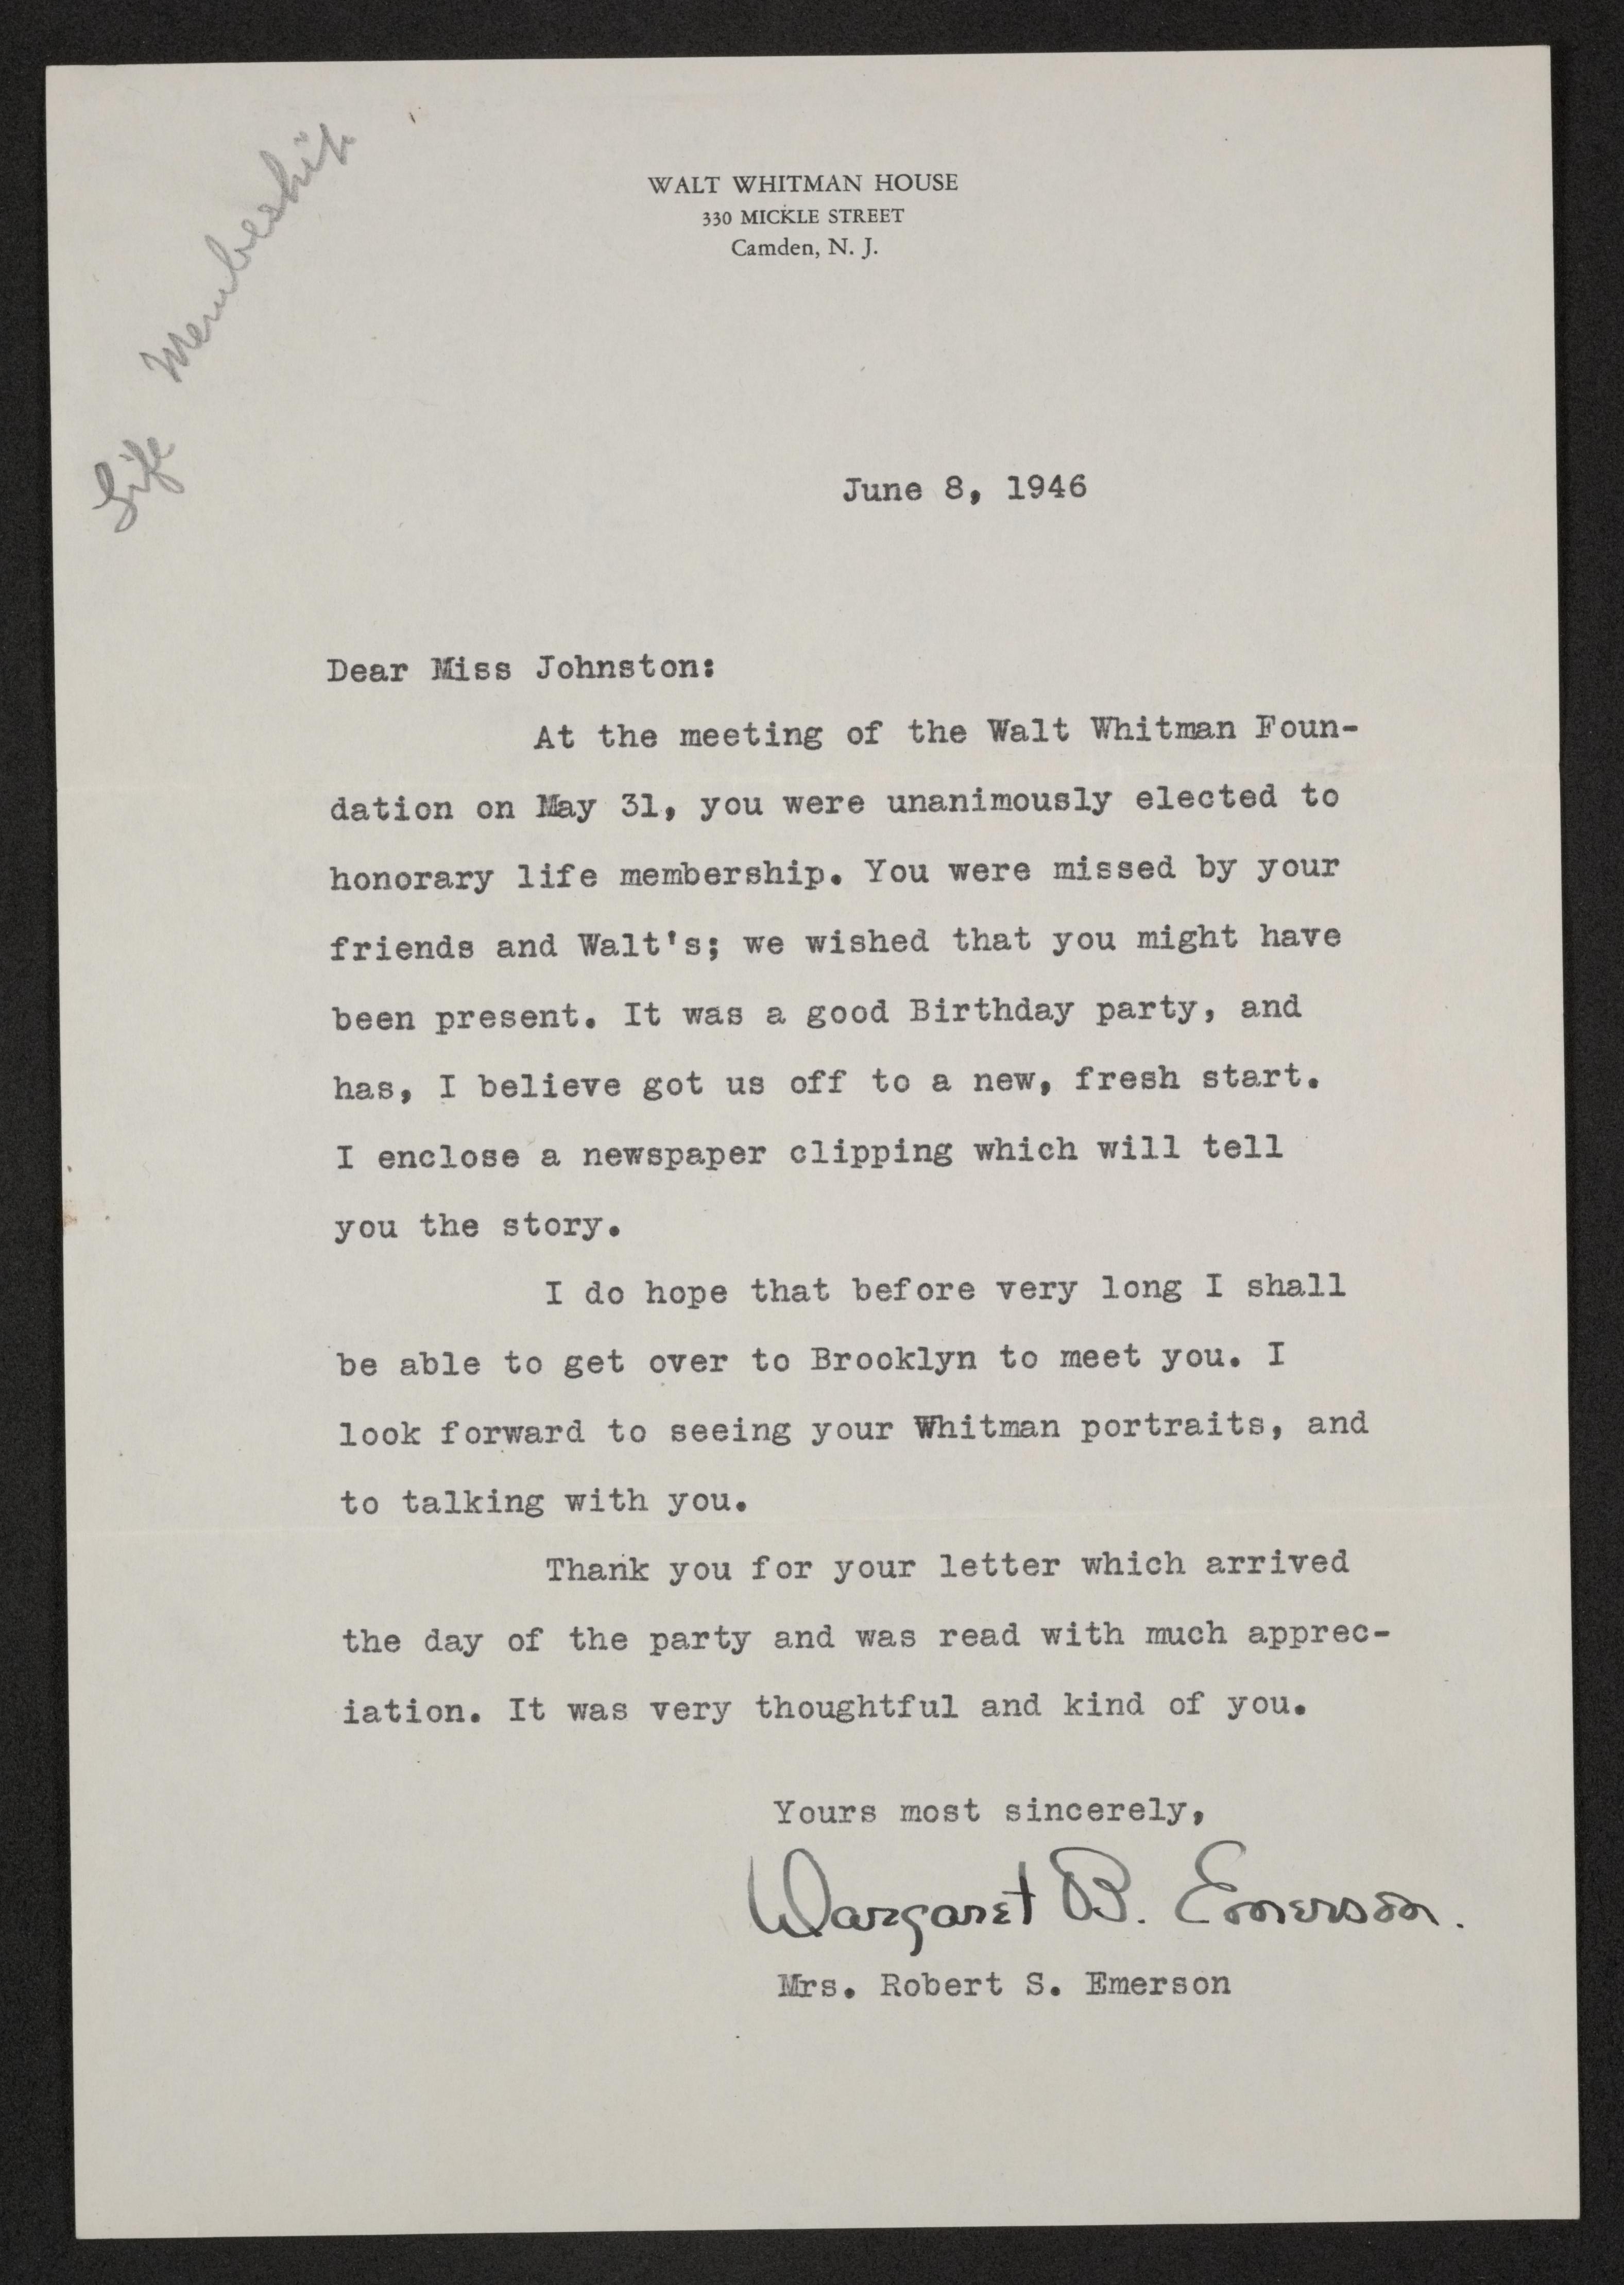 Life Membership
WALT WHITMAN HOUSE
330 MICKLE STREET
Camden, N. J.
June 8, 1946
Dear Miss Johnston:
At the meeting of the Walt Whitman Foun-
dation on May 31, you were unanimously elected to
honorary life membership. You were missed by your
friends and Walt's; we wished that you might have
been present. It was a good Birthday party, and
has, I believe got us off to a new, fresh start.
I enclose a newspaper clipping which will tell
you the story.
I do hope that before very long I shall
be able to get over to Brooklyn to meet you. I
look forward to seeing your Whitman portraits, and
to talking with you.
Thank you for your letter which arrived
the day of the party and was read with much apprec-
iation. It was very thoughtful and kind of you.
Yours most sincerely,
Margaret B. Emerson.
Mrs. Robert S. Emerson